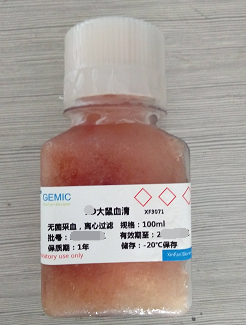 GEMIC
大鼠血清 XF3071
无菌采血，离心过滤 规格：100ml
批号： 有效期至：2
保质期：1年 储存：-20℃保存
ratory use only